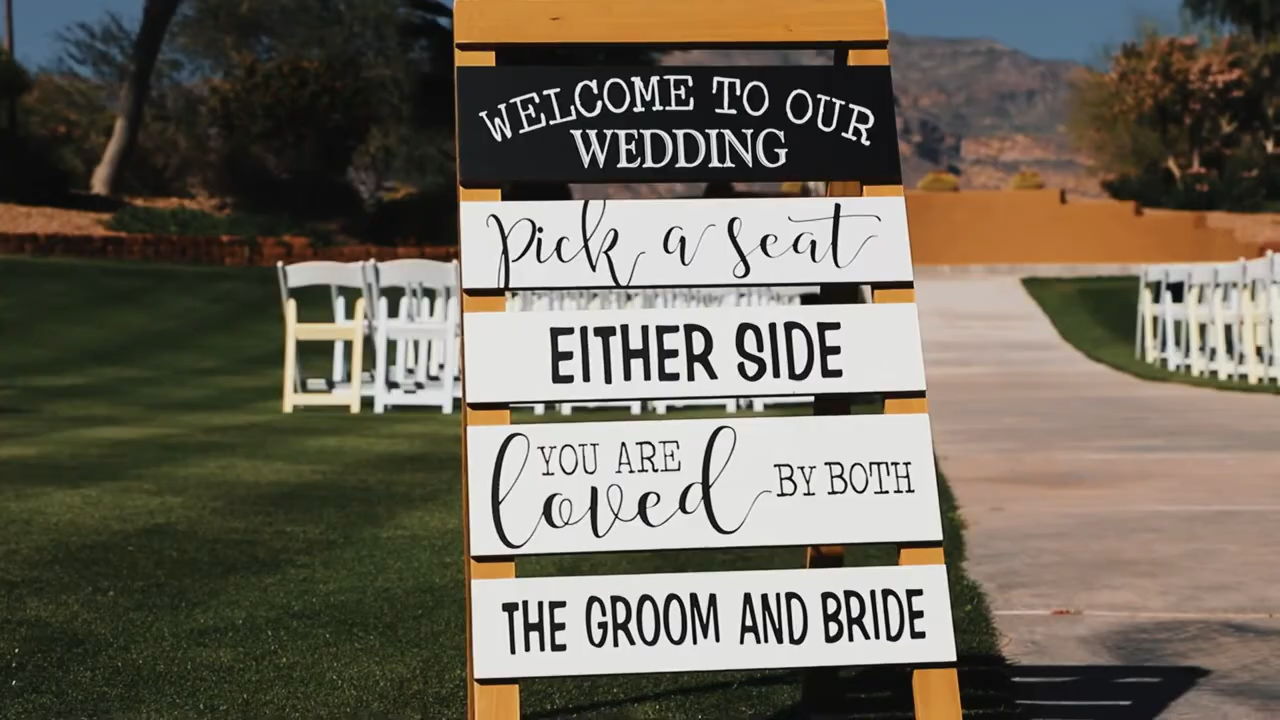 WELCOME TO OUR
WEDDING
Pick a seat
EITHER SIDE
YOU ARE
loved BY BOTH
THE GROOM AND BRIDE